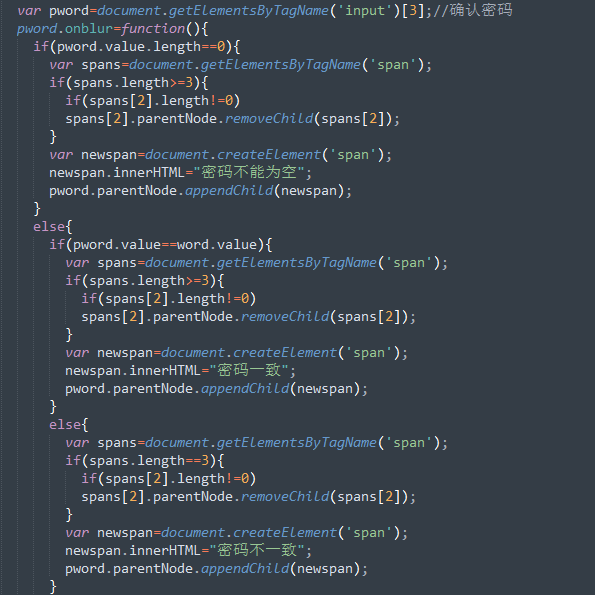 var pword=document.getElementsByTagName('input')[3];//确认密码
pword.onblur=function(){
if(pword.value.length==0){
var spans=document.getElementsByTagName('span');
if(spans.length>=3){
if(spans[2].length!=0)
spans[2].parentNode.removeChild(spans[2]);
}
var newspan=document.createElement('span');
newspan.innerHTML="密码不能为空";
pword.parentNode.appendChild(newspan);
}
else{
if(pword.value==word.value){
var spans=document.getElementsByTagName('span');
if(spans.length>=3){
if(spans[2].length!=0)
spans[2].parentNode.removeChild(spans[2]);
}
var newspan=document.createElement('span');
newspan.innerHTML="密码一致";
pword.parentNode.appendChild(newspan);
}
else{
var spans=document.getElementsByTagName('span');
if(spans.length==3){
if(spans[2].length!=0)
spans[2].parentNode.removeChild(spans[2]);
}
var newspan=document.createElement('span');
newspan.innerHTML="密码不一致";
pword.parentNode.appendChild(newspan);
}